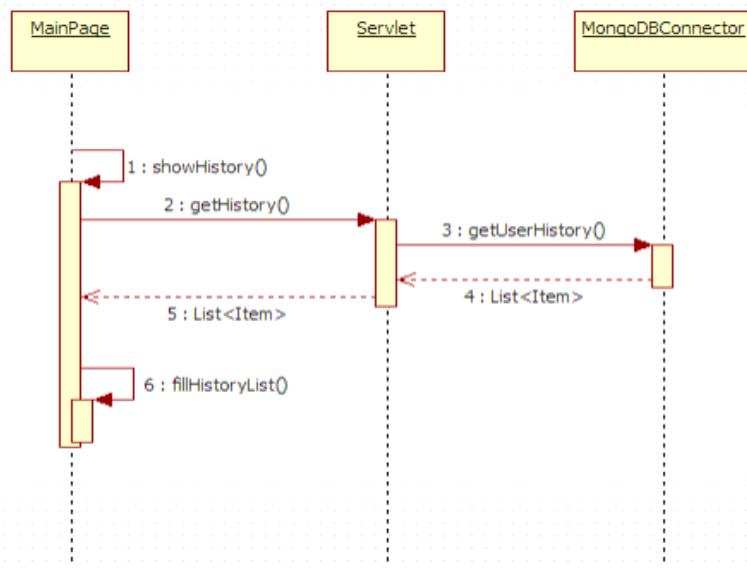 MainPage
Servlet
MongoDBConnector
1 : showHistory()
2 : getHistory()
3 : getUserHistory()
4 : List<Item>
5 : List<Item>
6 : fillHistoryList()